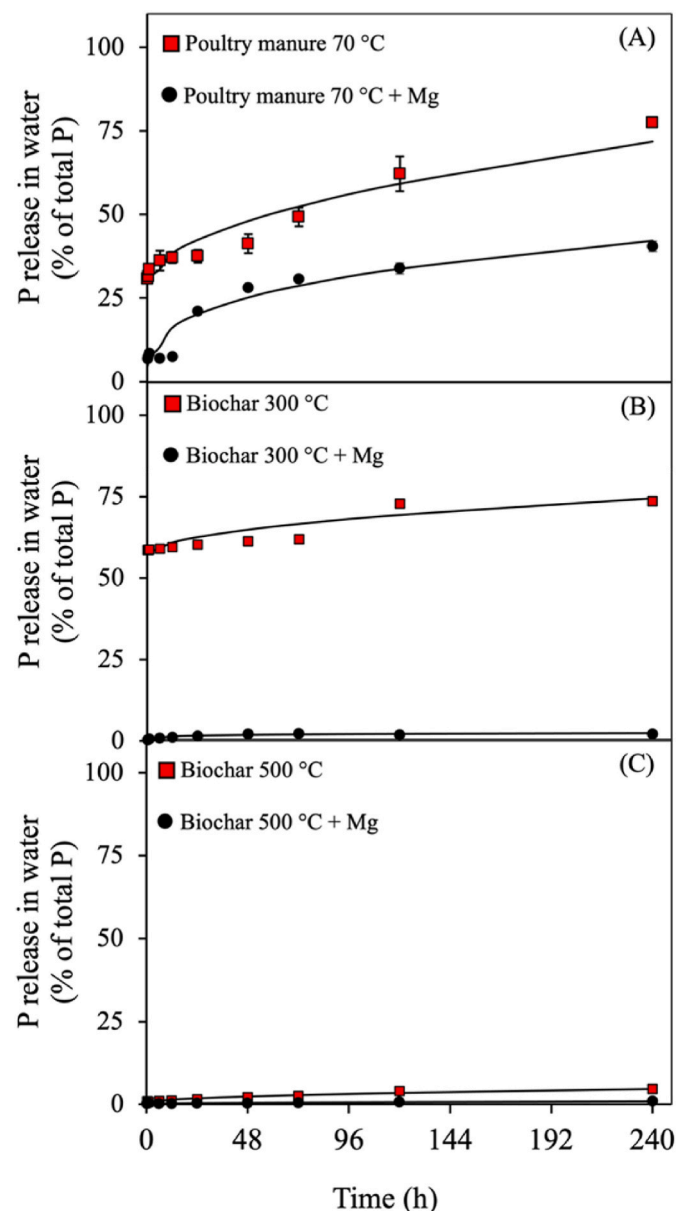 P release in water
(% of total P)
100
75
50
25
0
Poultry manure 70 °C
Poultry manure 70 °C + Mg
(A)
P release in water
(% of total P)
100
75
50
25
0
Biochar 300 °C
Biochar 300 °C + Mg
(B)
P release in water
(% of total P)
100
75
50
25
0
Biochar 500 °C
Biochar 500 °C + Mg
(C)
0 48 96 144 192 240
Time (h)